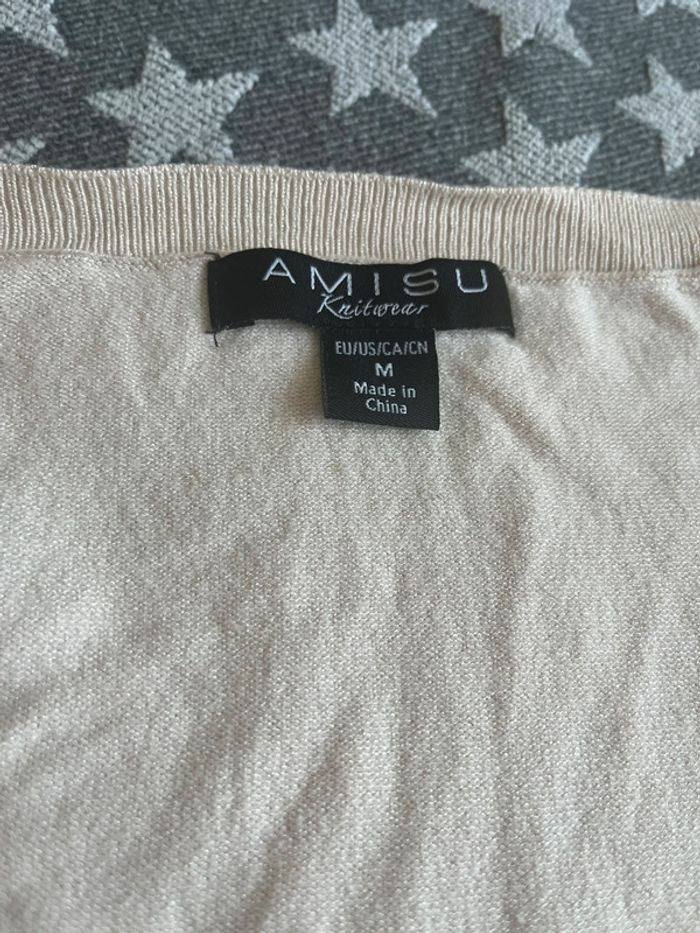 AMISU
Knitwear
EU/US/CA/CN
M
Made in
China